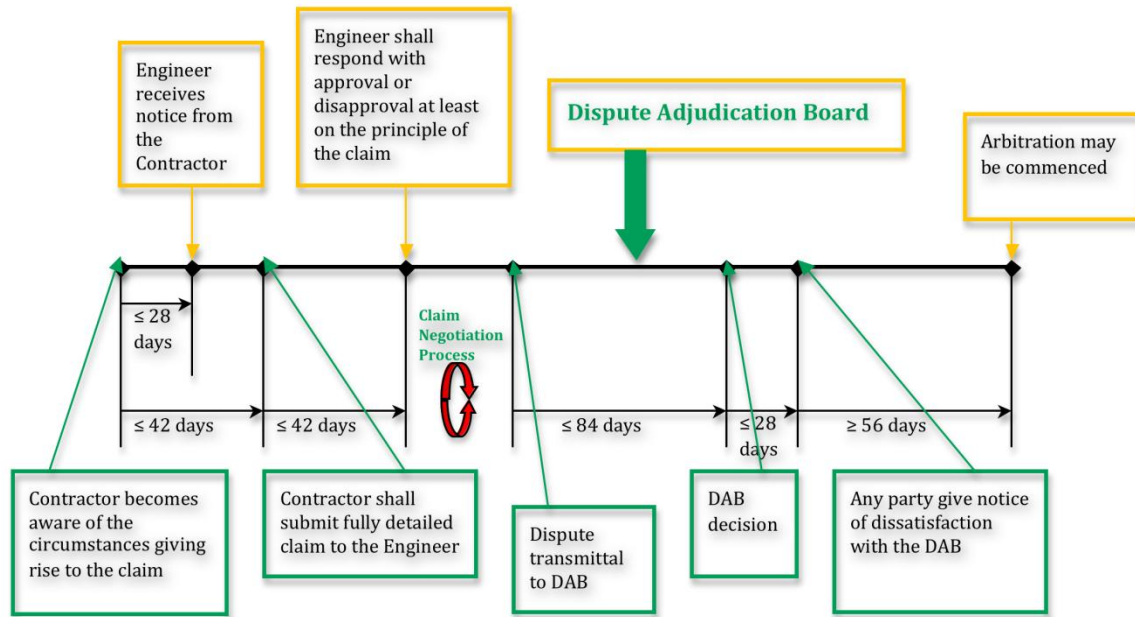 Engineer
receives
notice from
the
Contractor
Engineer shall
respond with
approval or
disapproval at least
on the principle of
the claim
Dispute Adjudication Board
Arbitration may
be commenced
≤ 28
days
Claim
Negotiation
Process
≤ 42 days
≤ 42 days
≤ 84 days
≤ 28
days
≥ 56 days
Contractor becomes
aware of the
circumstances giving
rise to the claim
Contractor shall
submit fully detailed
claim to the Engineer
Dispute
transmittal
to DAB
DAB
decision
Any party give notice
of dissatisfaction
with the DAB